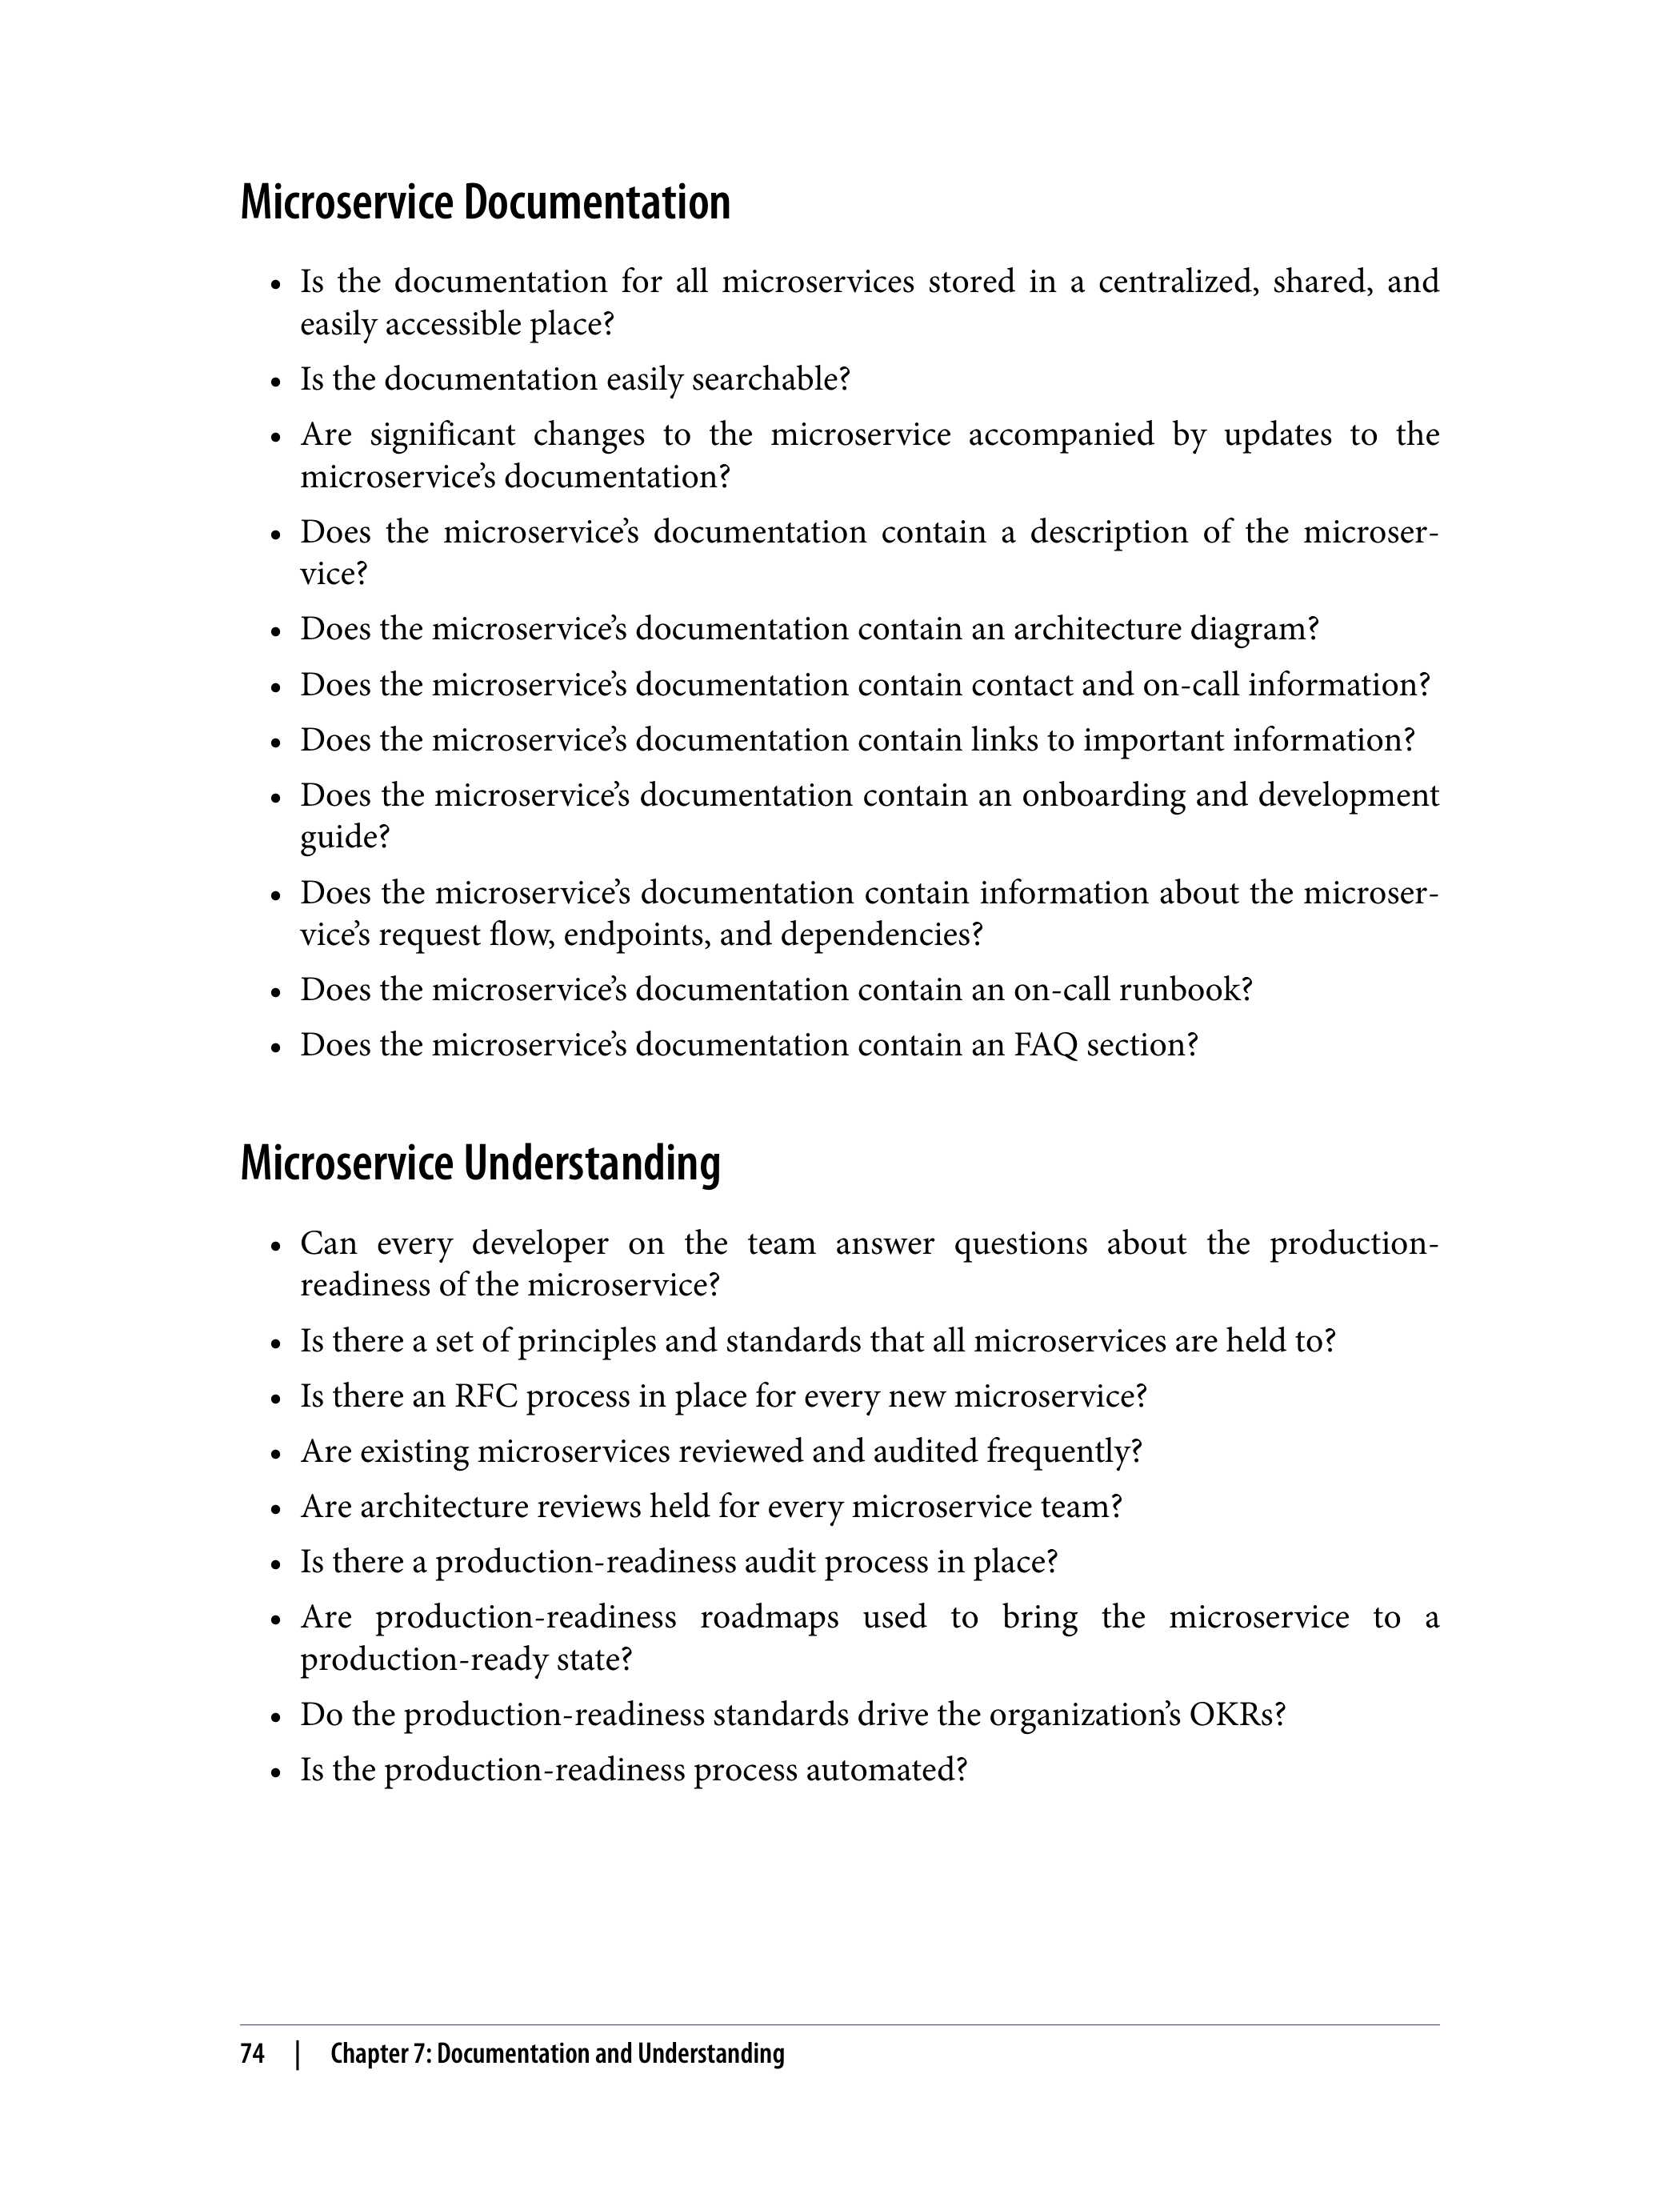 Microservice Documentation
• Is the documentation for all microservices stored in a centralized, shared, and
easily accessible place?
• Is the documentation easily searchable?
• Are significant changes to the microservice accompanied by updates to the
microservice’s documentation?
• Does the microservice’s documentation contain a description of the microser-
vice?
• Does the microservice’s documentation contain an architecture diagram?
• Does the microservice’s documentation contain contact and on-call information?
• Does the microservice’s documentation contain links to important information?
• Does the microservice’s documentation contain an onboarding and development
guide?
• Does the microservice’s documentation contain information about the microser-
vice’s request flow, endpoints, and dependencies?
• Does the microservice’s documentation contain an on-call runbook?
• Does the microservice’s documentation contain an FAQ section?
Microservice Understanding
• Can every developer on the team answer questions about the production-
readiness of the microservice?
• Is there a set of principles and standards that all microservices are held to?
• Is there an RFC process in place for every new microservice?
• Are existing microservices reviewed and audited frequently?
• Are architecture reviews held for every microservice team?
• Is there a production-readiness audit process in place?
• Are production-readiness roadmaps used to bring the microservice to a
production-ready state?
• Do the production-readiness standards drive the organization’s OKRs?
• Is the production-readiness process automated?
74 | Chapter 7: Documentation and Understanding